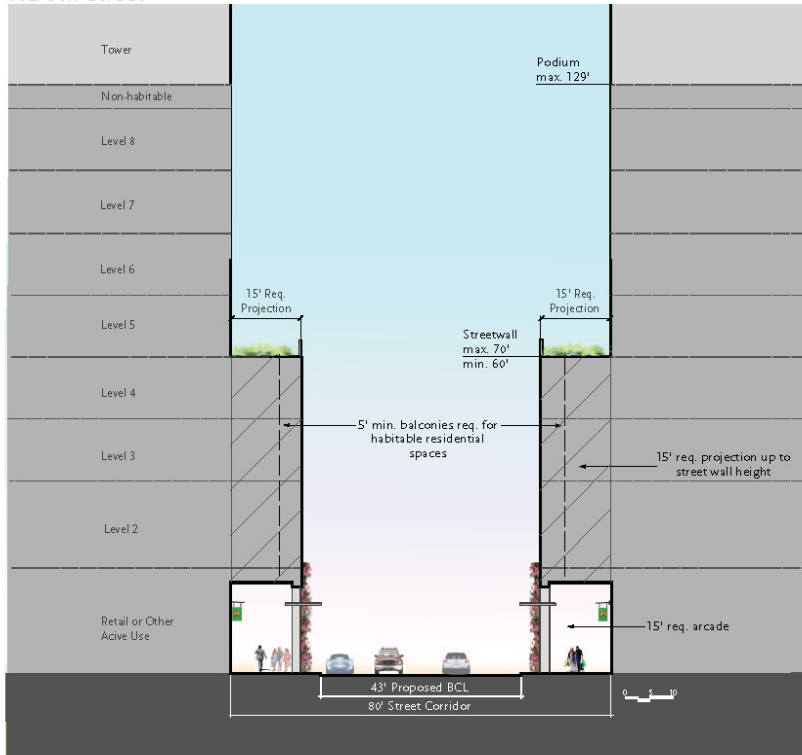 Tower
Podium
max. 129'
Non-habitable
Level 8
Level 7
Level 6
15' Req.
Projection
15' Req.
Projection
Level 5
Streetwall
max. 70'
min. 60'
Level 4
5' min. balconies req. for
habitable residential
spaces
Level 3
15' req. projection up to
street wall height
Level 2
Retail or Other
Acive Use
15' req. arcade
43' Proposed BCL
80' Street Corridor
0 5 10